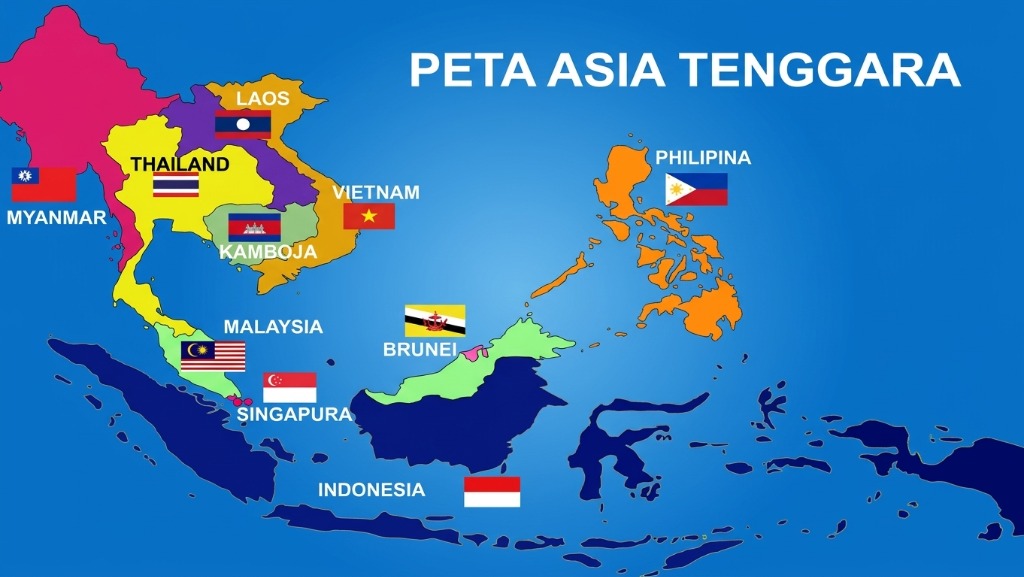 PETA ASIA TENGGARA
LAOS
THAILAND
PHILIPINA
MYANMAR
VIETNAM
KAMBOJA
MALAYSIA
BRUNEI
SINGAPURA
INDONESIA